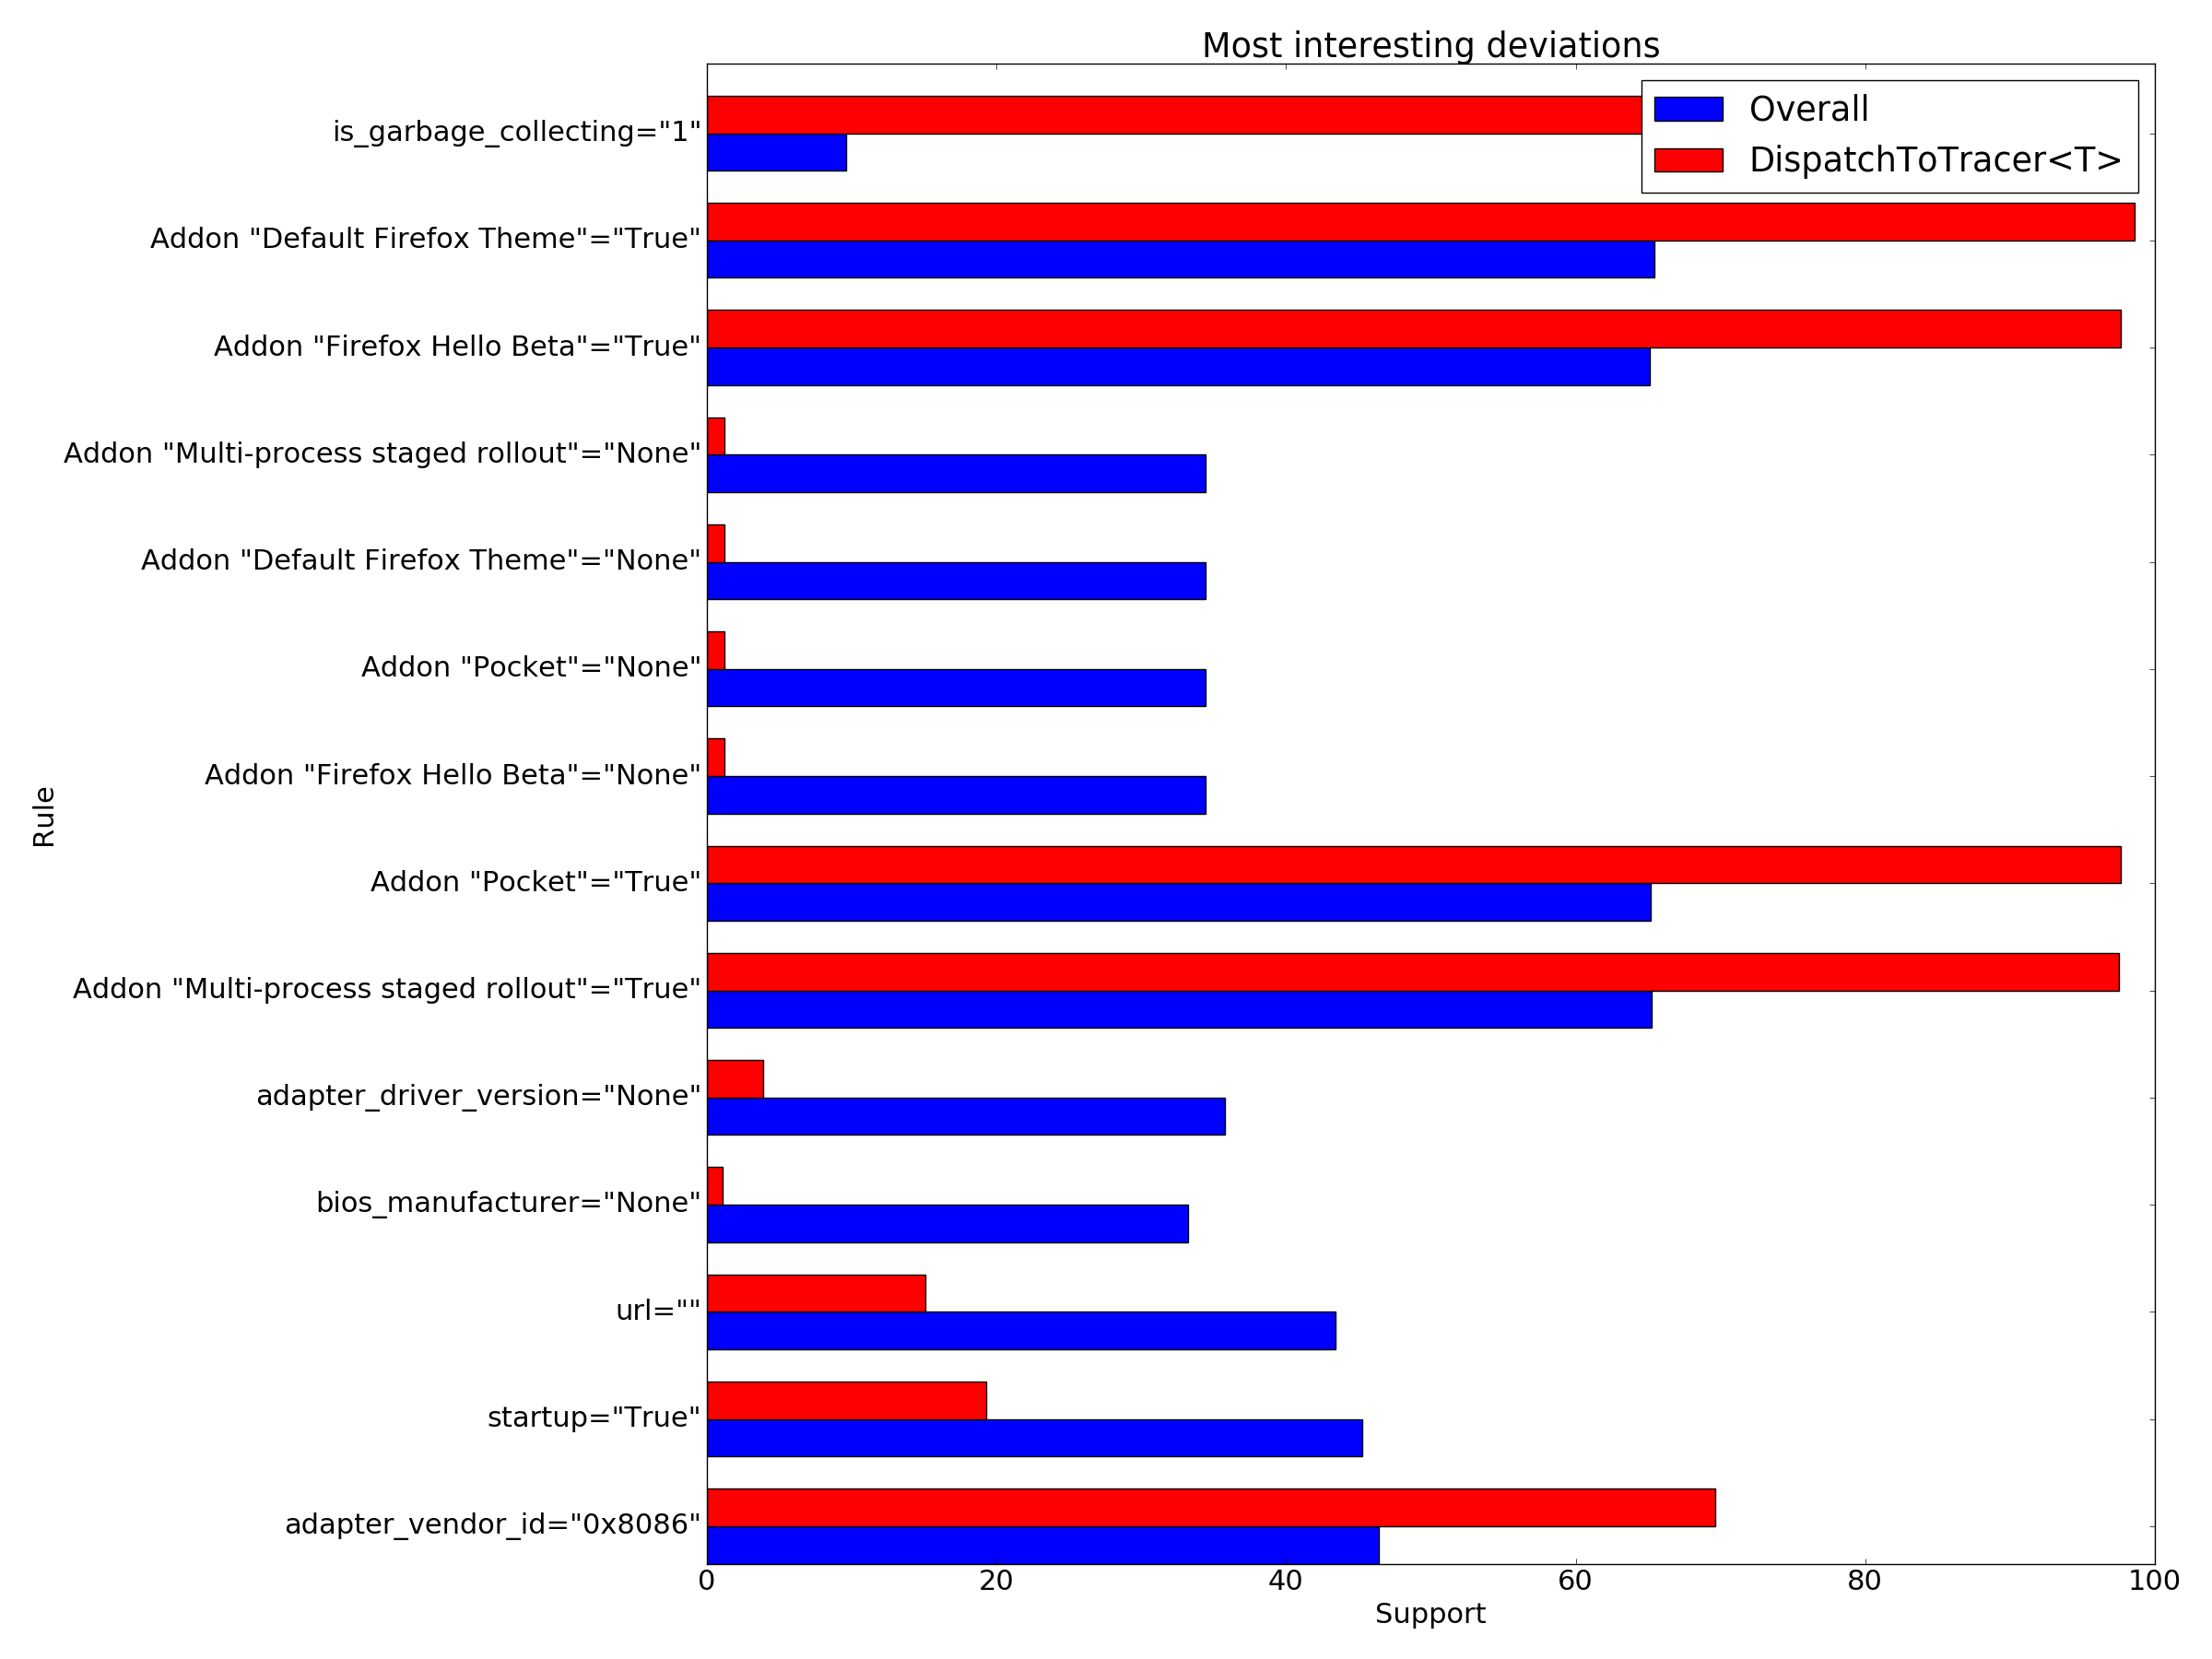 Most interesting deviations
Overall
DispatchToTracer<T>
is_garbage_collecting="1"
Addon "Default Firefox Theme"="True"
Addon "Firefox Hello Beta"="True"
Addon "Multi-process staged rollout"="None"
Addon "Default Firefox Theme"="None"
Addon "Pocket"="None"
Addon "Firefox Hello Beta"="None"
Rule
Addon "Pocket"="True"
Addon "Multi-process staged rollout"="True"
adapter_driver_version="None"
bios_manufacturer="None"
url=""
startup="True"
adapter_vendor_id="0x8086"
0 20 40 60 80 100
Support